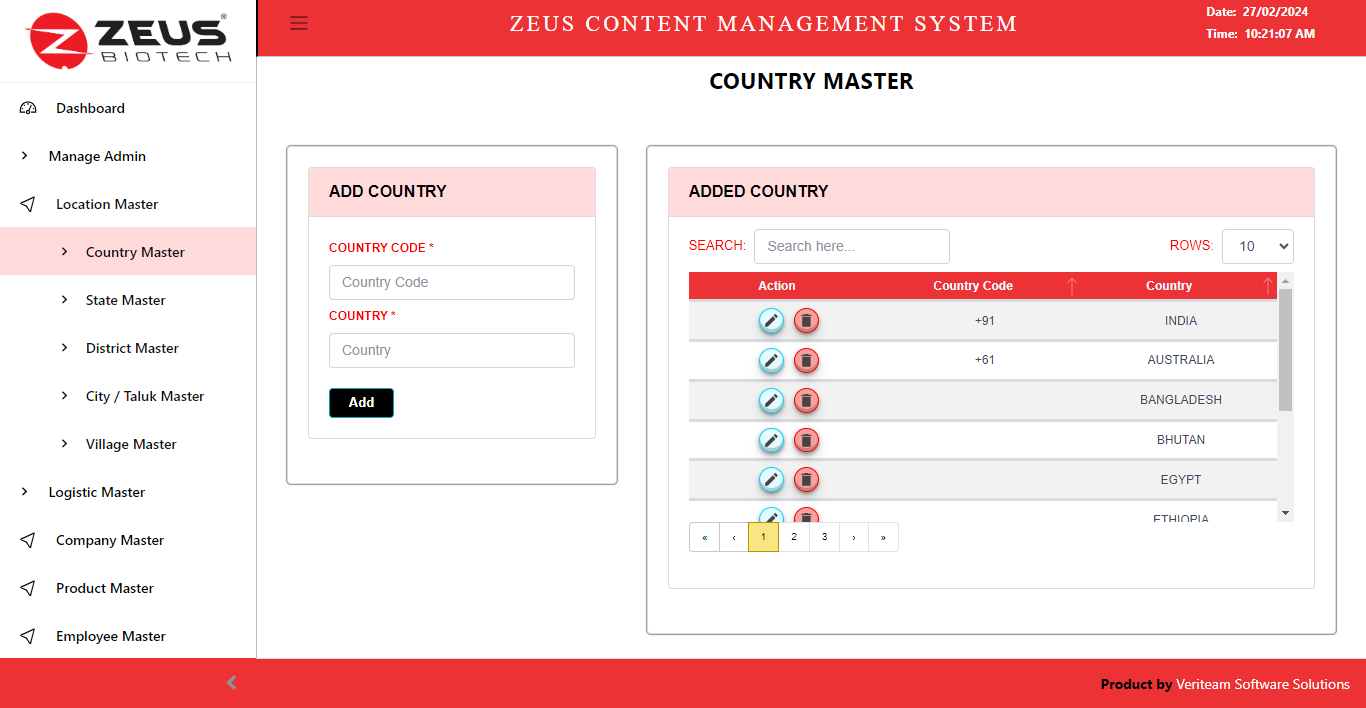 ZEUS®
BIOTECH
ZEUS CONTENT MANAGEMENT SYSTEM
Date: 27/02/2024
Time: 10:21:07 AM
Dashboard
Manage Admin
Location Master
Country Master
State Master
District Master
City / Taluk Master
Village Master
Logistic Master
Company Master
Product Master
Employee Master
COUNTRY MASTER
ADD COUNTRY
COUNTRY CODE *
Country Code
COUNTRY *
Country
Add
ADDED COUNTRY
SEARCH: Search here... ROWS: 10
Action Country Code Country
+91 INDIA
+61 AUSTRALIA
BANGLADESH
BHUTAN
EGYPT
ETHIOPIA
« ‹ 1 2 3 › »
Product by Veriteam Software Solutions